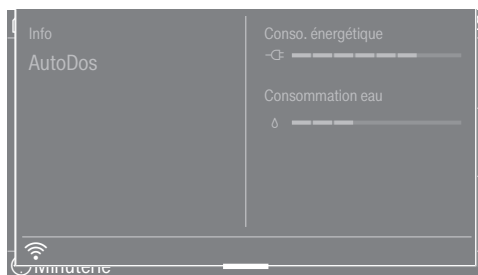 Info
AutoDos
Conso. énergétique
Consommation eau
Minuterie